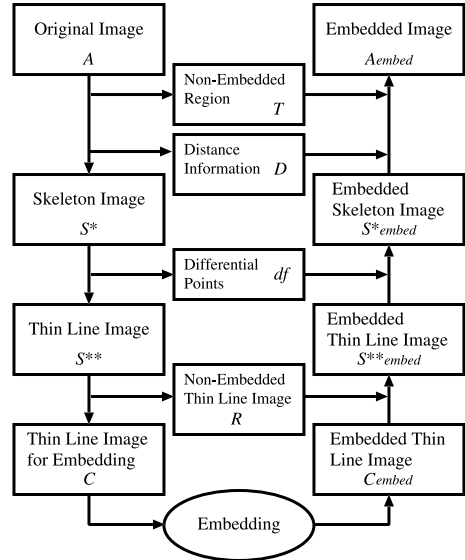 Original Image
A
Embedded Image
Aembed
Non-Embedded
Region
T
Distance
Information D
Skeleton Image
S*
Embedded
Skeleton Image
S*embed
Differential
Points df
Thin Line Image
S**
Embedded
Thin Line Image
S**embed
Non-Embedded
Thin Line Image
R
Thin Line Image
for Embedding
C
Embedded Thin
Line Image
Cembed
Embedding